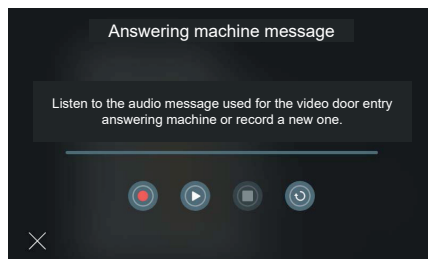 Answering machine message
Listen to the audio message used for the video door entry
answering machine or record a new one.